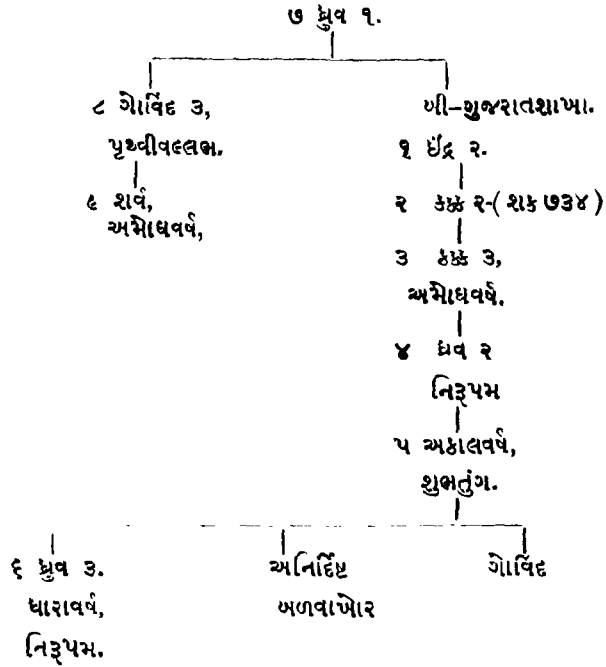 ૭ ધ્રુવ ૧.
૮ ગોવિંદ ૩,
પૃથ્વીવલ્લભ.
૯ શર્વ,
અમોઘવર્ષ,
બી-ગુજરાતશાખા.
૧ ઇંદ્ર ૨.
૨ કક્ક ૨-(શક ૭૩૪)
૩ કક્ક ૩,
અમોઘવર્ષ.
૪ ધ્રવ ૨
નિરૂપમ
૫ અકાલવર્ષ,
શુભતુંગ.
૬ ધ્રુવ ૩.
ધારાવર્ષ,
નિરૂપમ.
અનિર્દિષ્ટ
બળવાખોર
ગોવિંદ